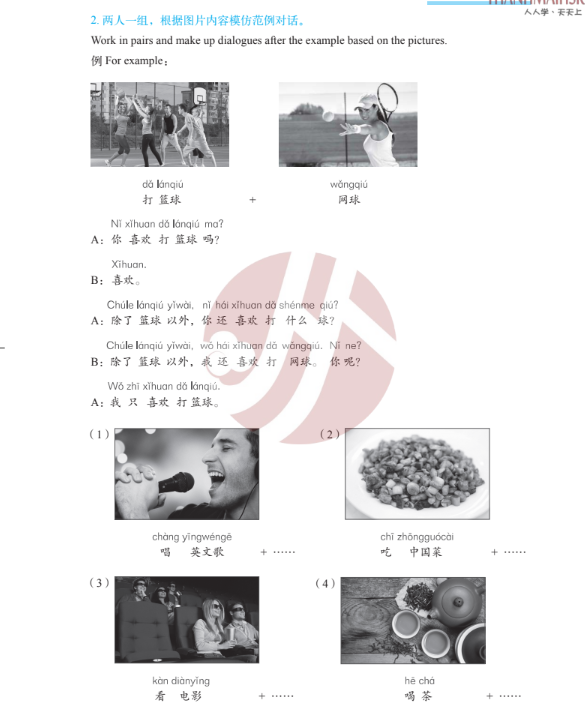 人人学、天天上
2. 两人一组，根据图片内容模仿范例对话。
Work in pairs and make up dialogues after the example based on the pictures.
例 For example：
dǎ lánqiú wǎngqiú
打 篮球 + 网球
Nǐ xǐhuan dǎ lánqiú ma?
A：你 喜欢 打 篮球 吗？
Xǐhuan.
B：喜欢。
Chúle lánqiú yǐwài, nǐ hái xǐhuan dǎ shénme qiú?
A：除了 篮球 以外，你 还 喜欢 打 什么 球？
Chúle lánqiú yǐwài, wǒ hái xǐhuan dǎ wǎngqiú. Nǐ ne?
B：除了 篮球 以外，我 还 喜欢 打 网球。 你 呢？
Wǒ zhǐ xǐhuan dǎ lánqiú.
A：我 只 喜欢 打 篮球。
（1） （2）
chàng yīngwéngē chī zhōngguócài
唱 英文歌 + …… 吃 中国菜 + ……
（3） （4）
kàn diànyǐng hē chá
看 电影 + …… 喝 茶 + ……